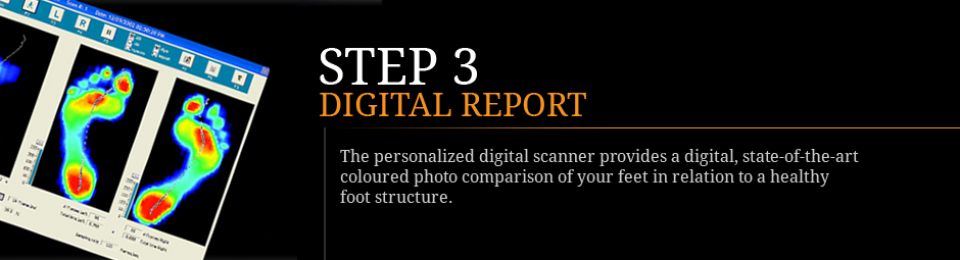 STEP 3
DIGITAL REPORT
The personalized digital scanner provides a digital, state-of-the-art
coloured photo comparison of your feet in relation to a healthy
foot structure.
A L R H